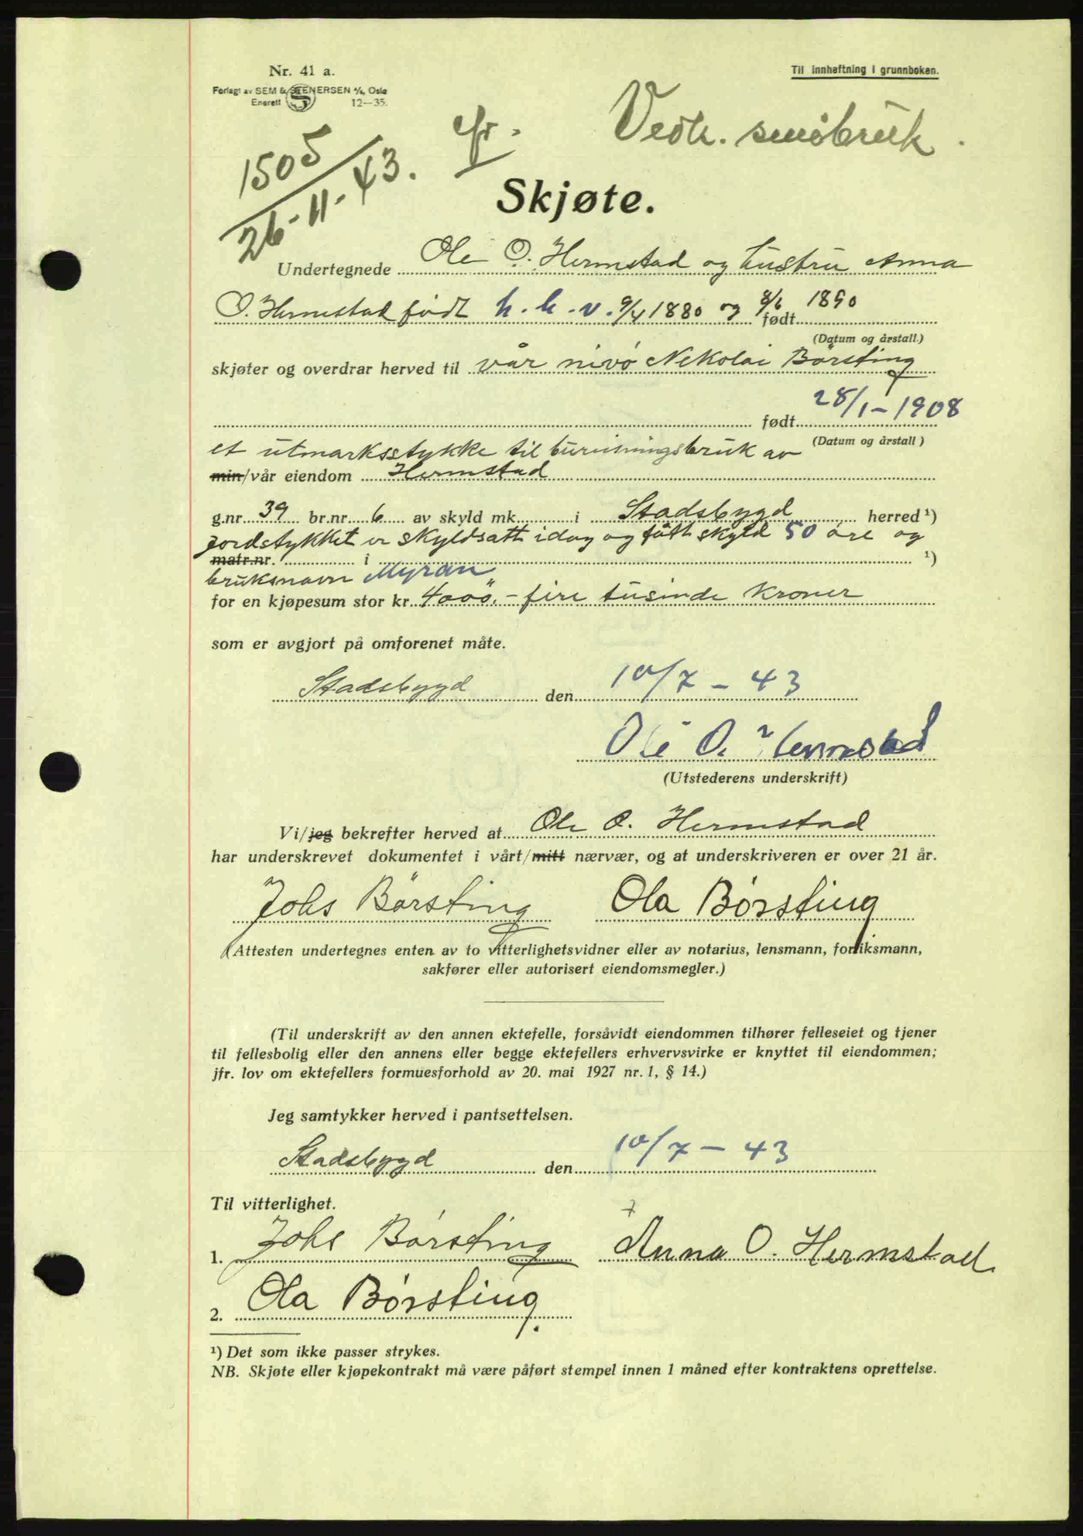 Nr. 41 a.
Til innheftning i grunnboken.
Forlagt av SEM & STENERSEN A/S, Oslo
Enerett 12—35.
1505
26-11-43.
Vedk. småbruk.
Skjøte.
Undertegnede Ole O. Hermstad og hustru Anna
O. Hermstad født h.h.v. 9/4 1880 og 8/6 født 1890
(Datum og årstall.)
skjøter og overdrar herved til vår nevø Nikolai Børsting
født 28/1-1908
(Datum og årstall)
et utmarksstykke til bureisningsbruk av
min/vår eiendom Hermstad
g.nr. 39 br.nr. 6 av skyld mk. i Stadsbygd herred ¹)
Jordstykket er skyldsatt idag og fått skyld 50 øre og
matr.nr. i ¹)
bruksnavn Myran
for en kjøpesum stor kr. 4000,- fire tusinde kroner
som er avgjort på omforenet måte.
Stadsbygd den 10/7 - 43
Ole O. Hermstad
(Utstederens underskrift)
Vi/jeg bekrefter herved at Ole O. Hermstad
har underskrevet dokumentet i vårt/mitt nærvær, og at underskriveren er over 21 år.
Johs Børsting Ola Børsting
(Attesten undertegnes enten av to vitterlighetsvidner eller av notarius, lensmann, forliksmann,
sakfører eller autorisert eiendomsmegler.)
(Til underskrift av den annen ektefelle, forsåvidt eiendommen tilhører felleseiet og tjener
til fellesbolig eller den annens eller begge ektefellers erhvervsvirke er knyttet til eiendommen;
jfr. lov om ektefellers formuesforhold av 20. mai 1927 nr. 1, § 14.)
Jeg samtykker herved i pantsettelsen.
Stadsbygd den 10/7 - 43
Til vitterlighet.
1. Johs Børsting Anna O. Hermstad
2. Ola Børsting.
¹) Det som ikke passer strykes.
NB. Skjøte eller kjøpekontrakt må være påført stempel innen 1 måned efter kontraktens oprettelse.